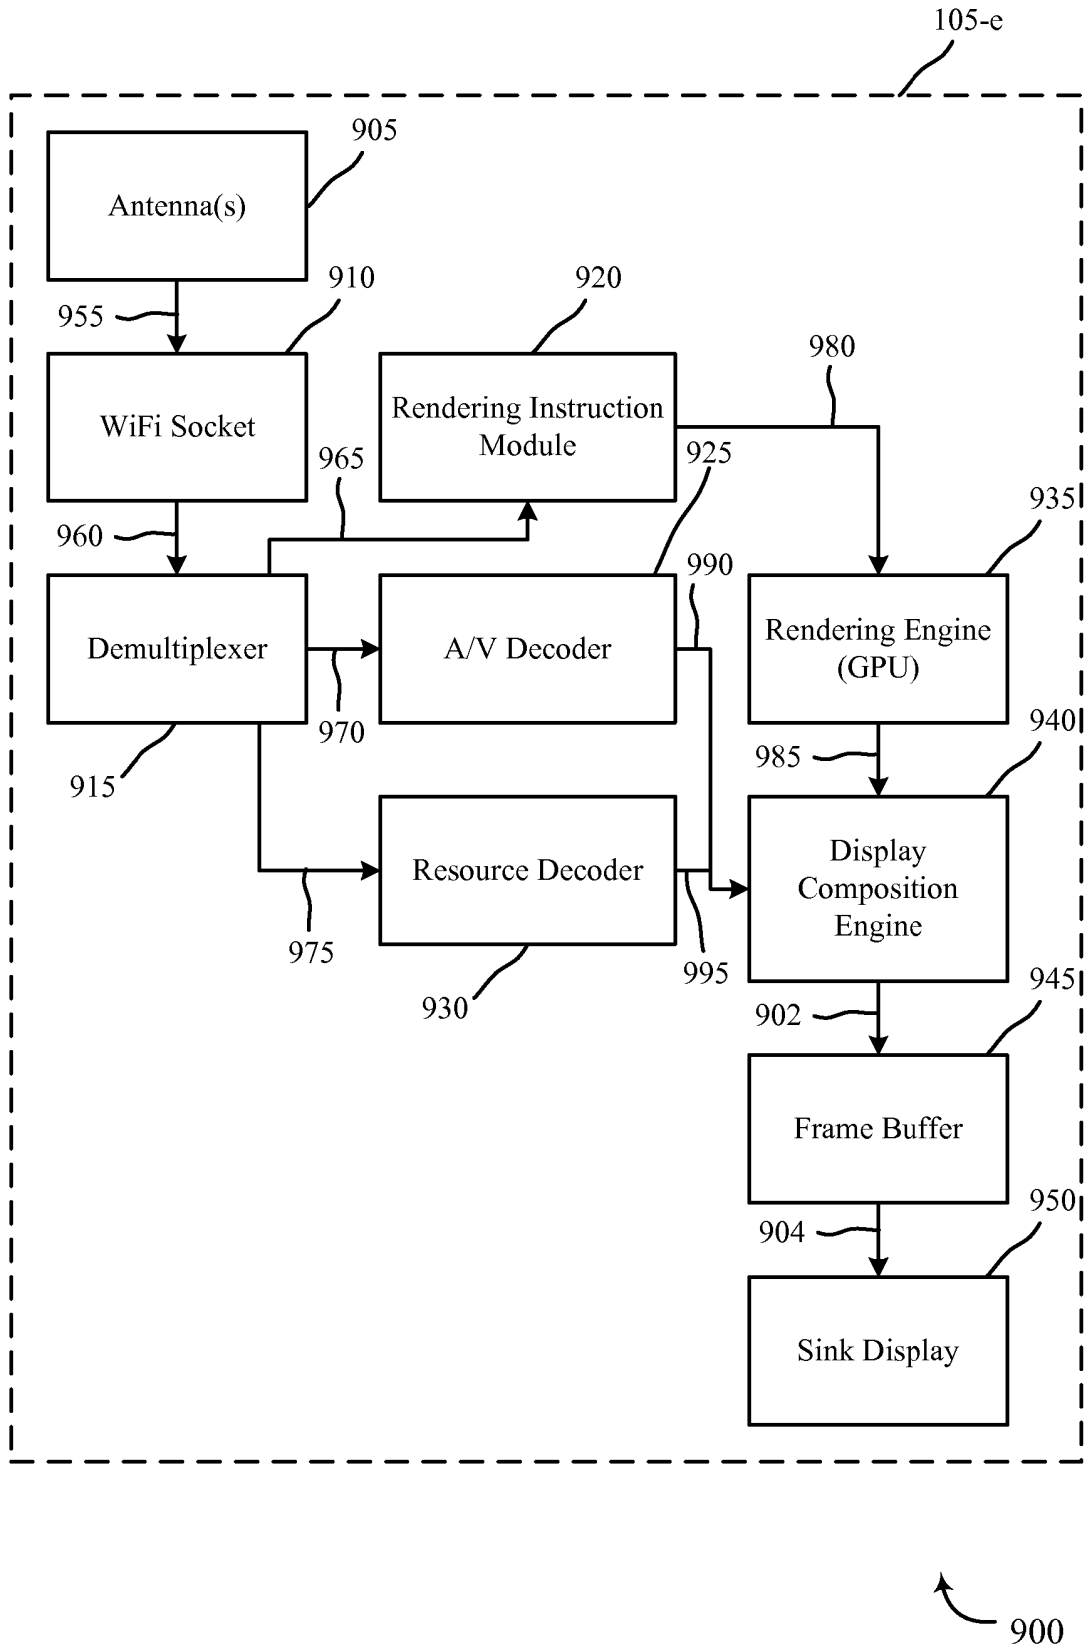 105-e
905
Antenna(s)
955
910
920
980
WiFi Socket
Rendering Instruction
Module
965
925
960
935
990
Demultiplexer
A/V Decoder
Rendering Engine
(GPU)
970
940
985
915
Resource Decoder
Display
Composition
Engine
975
995
945
930
902
Frame Buffer
950
904
Sink Display
900